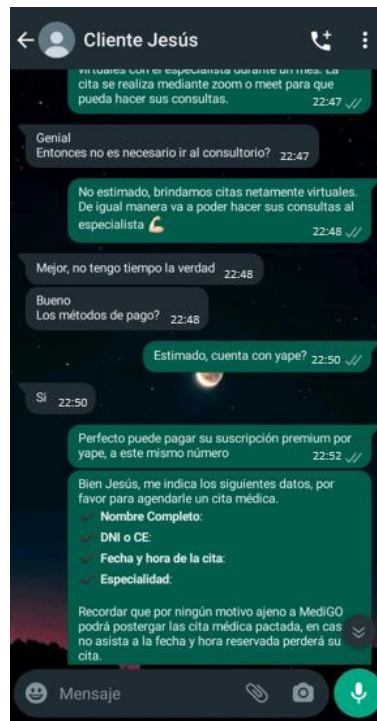 Cliente Jesús
virtuales con el especialista durante un mes. La
cita se realiza mediante zoom o meet para que
pueda hacer sus consultas. 22:47
Genial
Entonces no es necesario ir al consultorio? 22:47
No estimado, brindamos citas netamente virtuales.
De igual manera va a poder hacer sus consultas al
especialista 💪🏻
22:48
Mejor, no tengo tiempo la verdad 22:48
Bueno
Los métodos de pago? 22:48
Estimado, cuenta con yape? 22:50
Si 22:50
Perfecto puede pagar su suscripción premium por
yape, a este mismo número 22:52
Bien Jesús, me indica los siguientes datos, por
favor para agendarle un cita médica.
✔ Nombre Completo:
✔ DNI o CE:
✔ Fecha y hora de la cita:
✔ Especialidad:
Recordar que por ningún motivo ajeno a MediGO
podrá postergar las cita médica pactada, en cas
no asista a la fecha y hora reservada perderá su
cita.
Mensaje